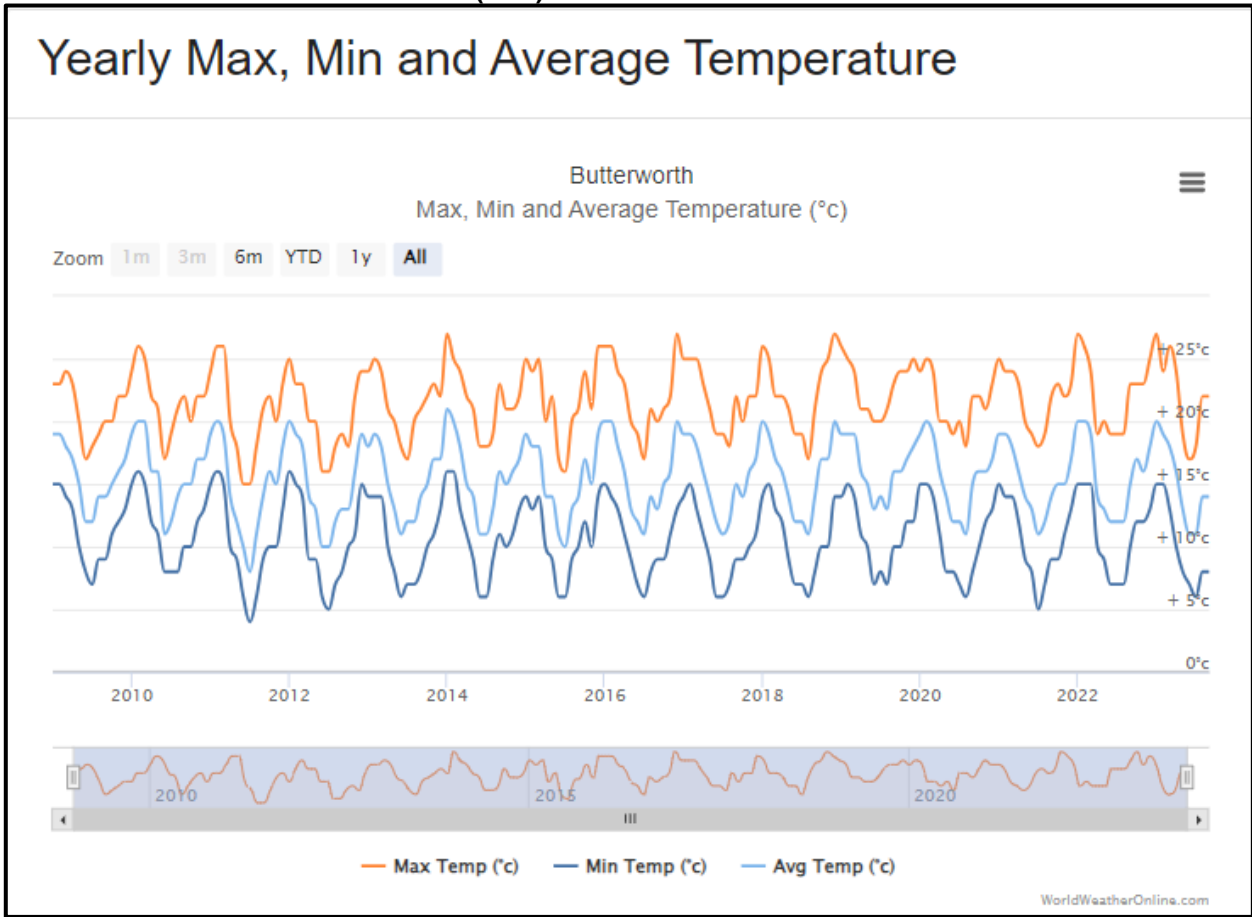 Yearly Max, Min and Average Temperature
Butterworth
Max, Min and Average Temperature (°c)
Zoom 1m 3m 6m YTD 1y All
+ 25°c
+ 20°c
+ 15°c
+ 10°c
+ 5°c
0°c
2010 2012 2014 2016 2018 2020 2022
2010 2015 2020
Max Temp (°c) Min Temp (°c) Avg Temp (°c)
WorldWeatherOnline.com